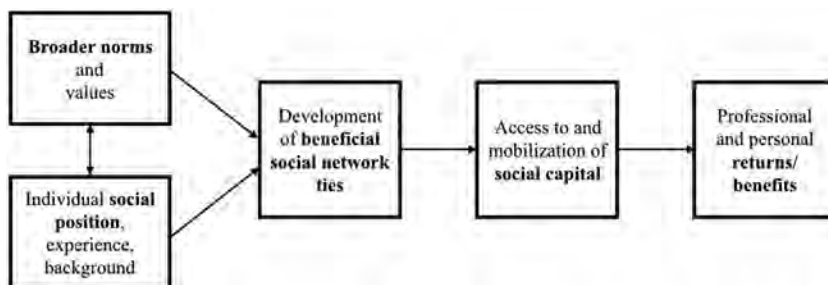 Broader norms
and
values
Individual social
position,
experience,
background
Development
of beneficial
social network
ties
Access to and
mobilization of
social capital
Professional
and personal
returns/
benefits